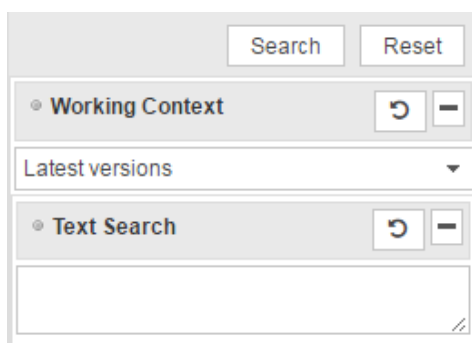 Search Reset
Working Context
Latest versions
Text Search